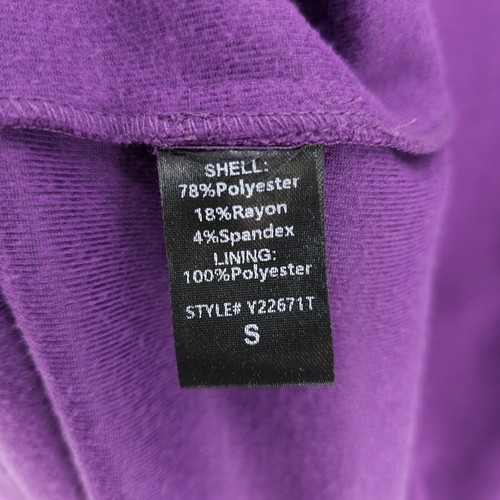 SHELL:
78%Polyester
18%Rayon
4%Spandex
LINING:
100%Polyester
STYLE# Y22671T
S